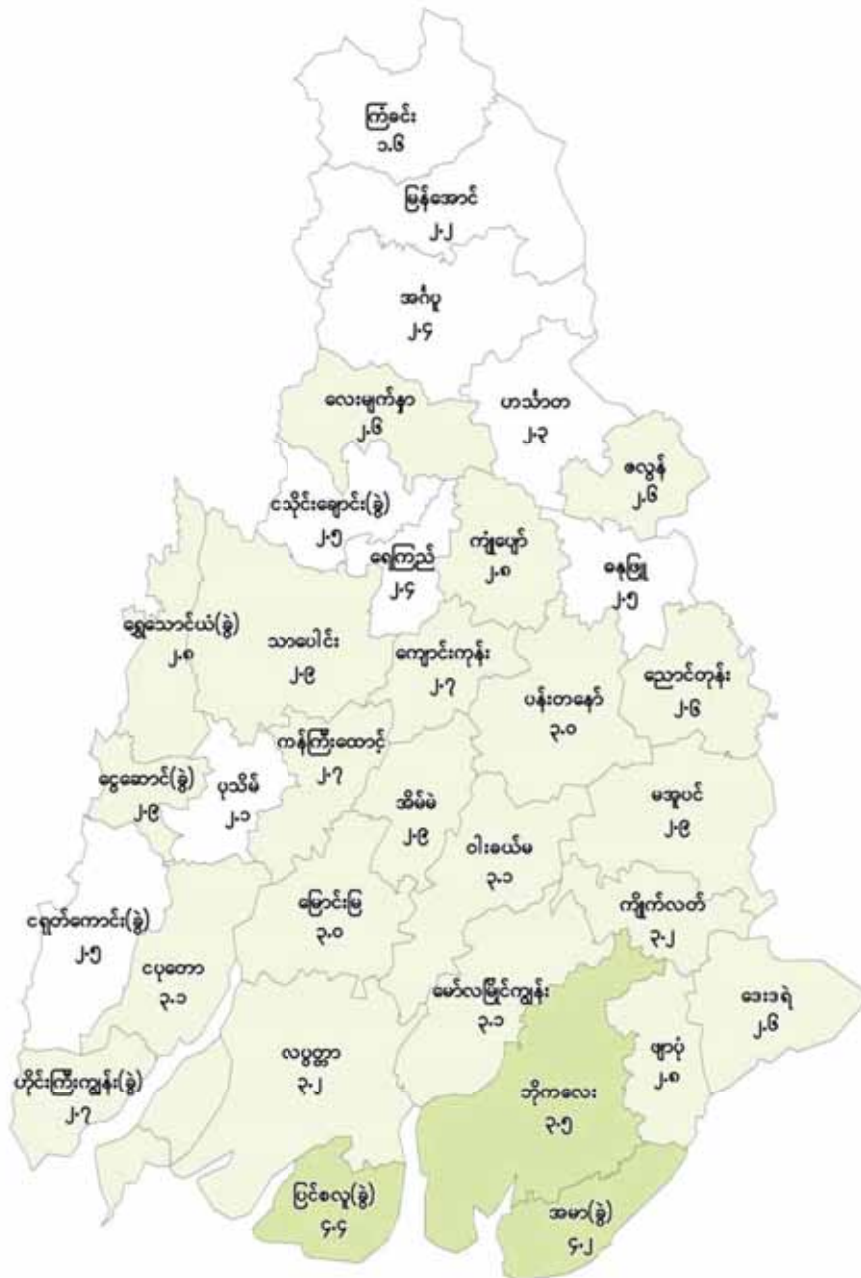 ကြံခင်း
၁.၆
မြန်အောင်
၂.၂
အင်္ဂပူ
၂.၄
လေးမျက်နှာ
၂.၆
ဟင်္သာတ
၂.၃
ဇလွန်
၂.၆
ငသိုင်းချောင်း(ခွဲ)
၂.၅
ရေကြည်
၂.၄
ကျုံပျော်
၂.၈
ဓနုဖြူ
၂.၅
ရွှေသောင်ယံ(ခွဲ)
၂.၈
သာပေါင်း
၂.၉
ကျောင်းကုန်း
၂.၇
ပန်းတနော်
၃.၀
ညောင်တုန်း
၂.၆
ငွေဆောင်(ခွဲ)
၂.၉
ပုသိမ်
၂.၁
ကန်ကြီးထောင့်
၂.၇
အိမ်မဲ
၂.၉
ဝါးခယ်မ
၃.၁
မအူပင်
၂.၉
ငရုတ်ကောင်း(ခွဲ)
၂.၅
ငပုတော
၃.၁
မြောင်းမြ
၃.၀
ကျိုက်လတ်
၃.၂
မော်လမြိုင်ကျွန်း
၃.၁
ဒေးဒရဲ
၂.၆
ဟိုင်းကြီးကျွန်း(ခွဲ)
၂.၇
လပွတ္တာ
၃.၂
ဘိုကလေး
၃.၅
ဖျာပုံ
၂.၈
ပြင်စလူ(ခွဲ)
၄.၄
အမာ(ခွဲ)
၄.၂